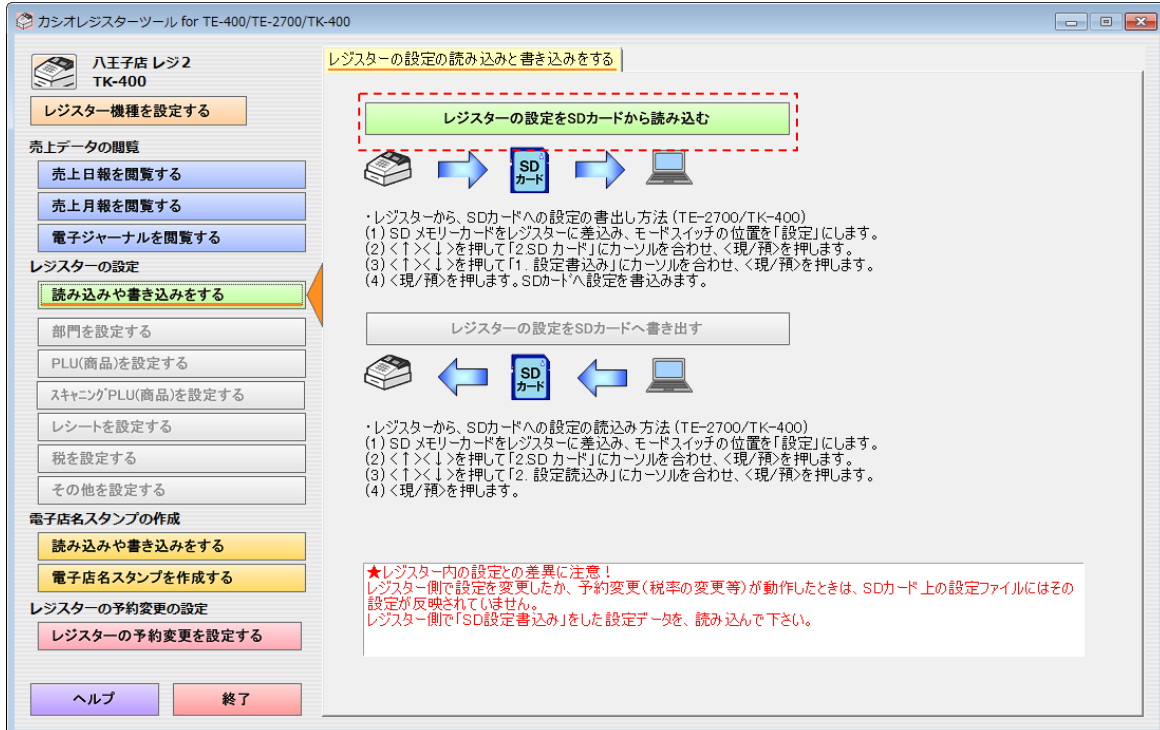 カシオレジスターツール for TE-400/TE-2700/TK-400
八王子店 レジ2
TK-400
レジスター機種を設定する
売上データの閲覧
売上日報を閲覧する
売上月報を閲覧する
電子ジャーナルを閲覧する
レジスターの設定
読み込みや書き込みをする
部門を設定する
PLU(商品)を設定する
スキャニングPLU(商品)を設定する
レシートを設定する
税を設定する
その他を設定する
電子店名スタンプの作成
読み込みや書き込みをする
電子店名スタンプを作成する
レジスターの予約変更の設定
レジスターの予約変更を設定する
ヘルプ
終了
レジスターの設定の読み込みと書き込みをする
レジスターの設定をSDカードから読み込む
SD
カード
・レジスターから、SDカードへの設定の書出し方法(TE-2700/TK-400)
(1)SD メモリーカードをレジスターに差込み、モードスイッチの位置を「設定」にします。
(2)<↑><↓>を押して「2.SD カード」にカーソルを合わせ、<現/預>を押します。
(3)<↑><↓>を押して「1. 設定書込み」にカーソルを合わせ、<現/預>を押します。
(4)<現/預>を押します。SDカードへ設定を書込みます。
レジスターの設定をSDカードへ書き出す
SD
カード
・レジスターから、SDカードへの設定の読込み方法(TE-2700/TK-400)
(1)SD メモリーカードをレジスターに差込み、モードスイッチの位置を「設定」にします。
(2)<↑><↓>を押して「2.SD カード」にカーソルを合わせ、<現/預>を押します。
(3)<↑><↓>を押して「2. 設定読込み」にカーソルを合わせ、<現/預>を押します。
(4)<現/預>を押します。
★レジスター内の設定との差異に注意!
レジスター側で設定を変更したか、予約変更(税率の変更等)が動作したときは、SDカード上の設定ファイルにはその
設定が反映されていません。
レジスター側で「SD設定書込み」をした設定データを、読み込んで下さい。